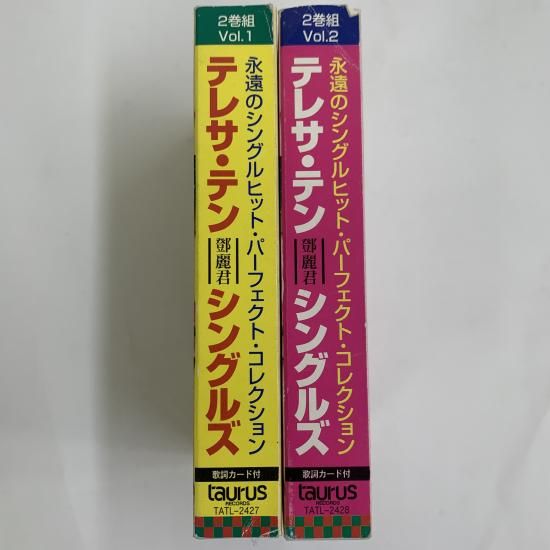 2巻組
Vol.1
永遠のシングルヒット・パーフェクト・コレクション
テレサ・テン
鄧麗君
シングルズ
歌詞カード付
taurus
RECORDS
TATL-2427
2巻組
Vol.2
永遠のシングルヒット・パーフェクト・コレクション
テレサ・テン
鄧麗君
シングルズ
歌詞カード付
taurus
RECORDS
TATL-2428